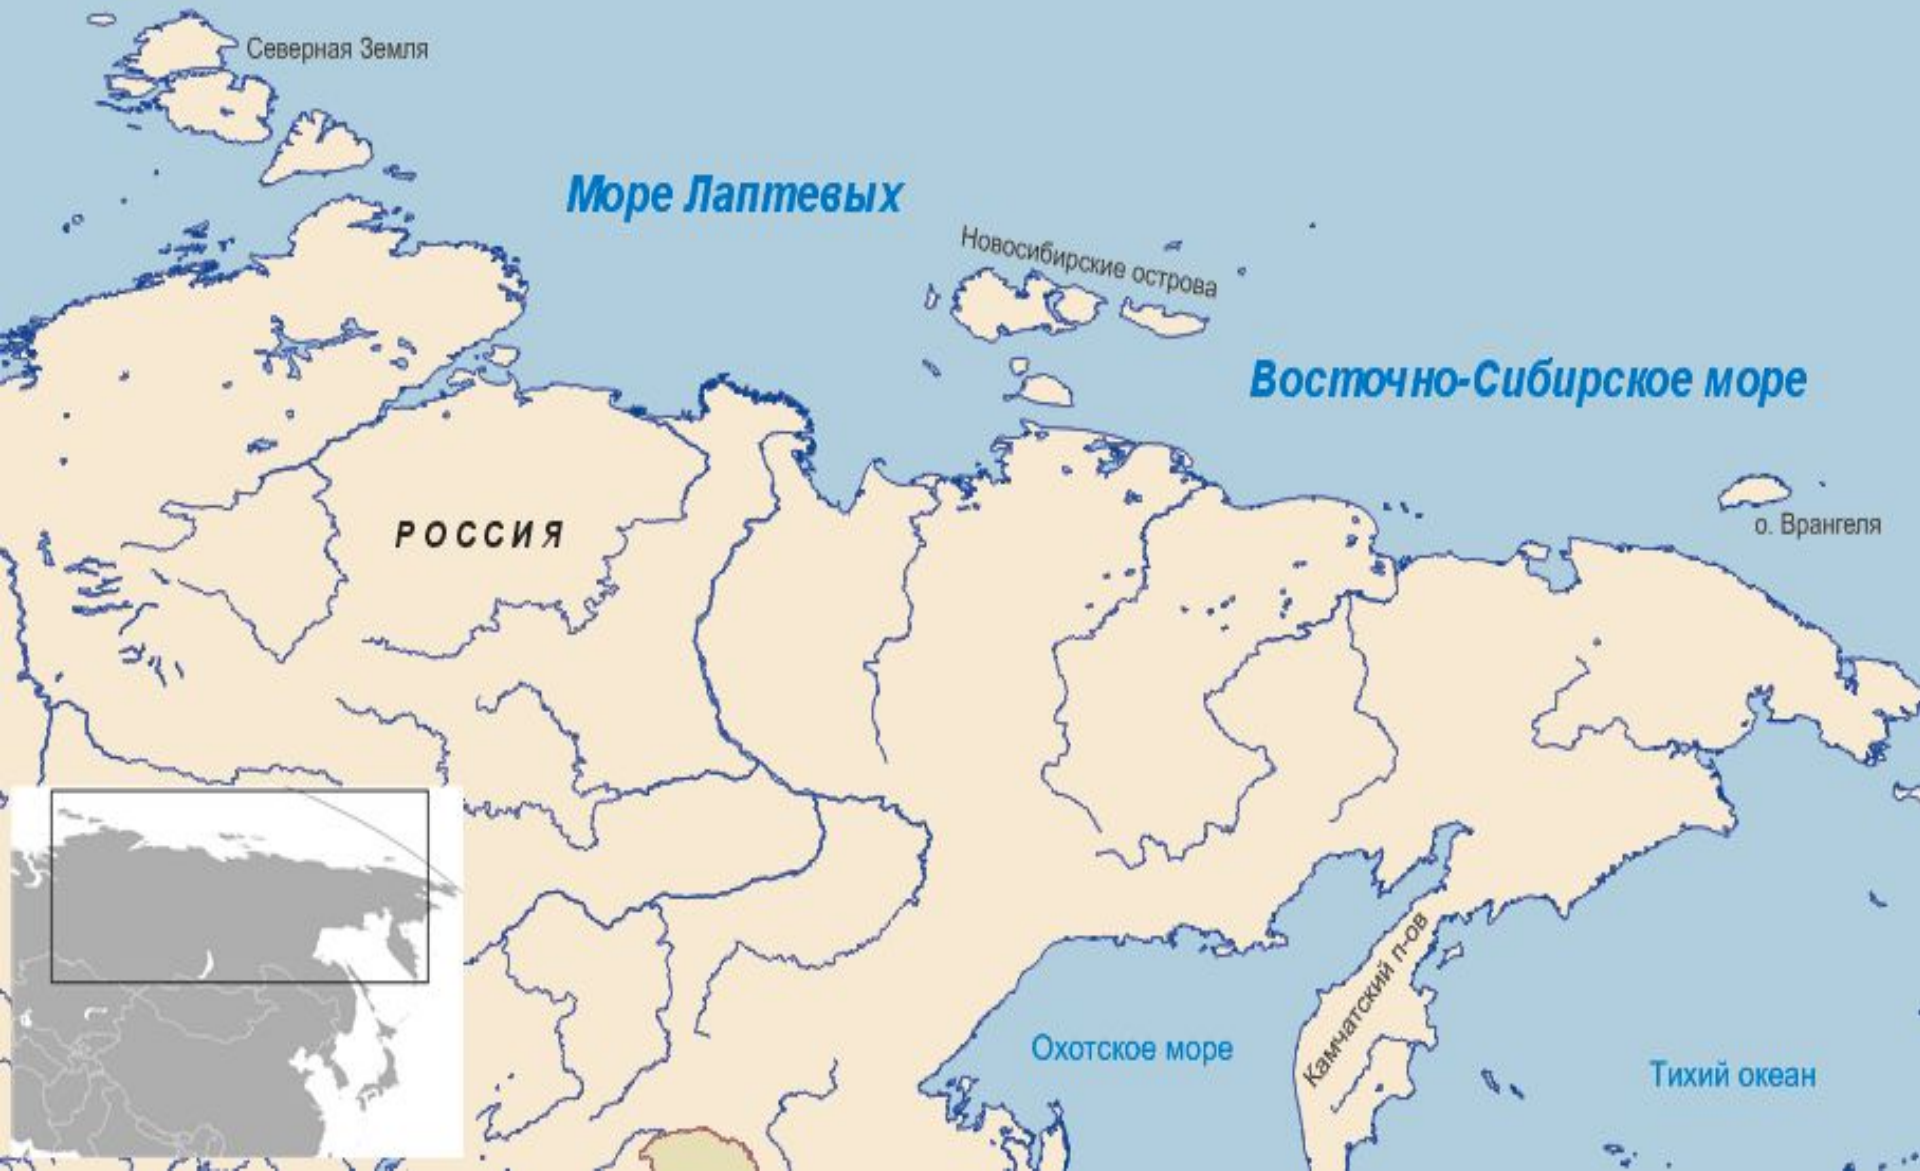 Северная Земля
Море Лаптевых
Новосибирские острова
Восточно-Сибирское море
о. Врангеля
РОССИЯ
Камчатский п-ов
Охотское море
Тихий океан